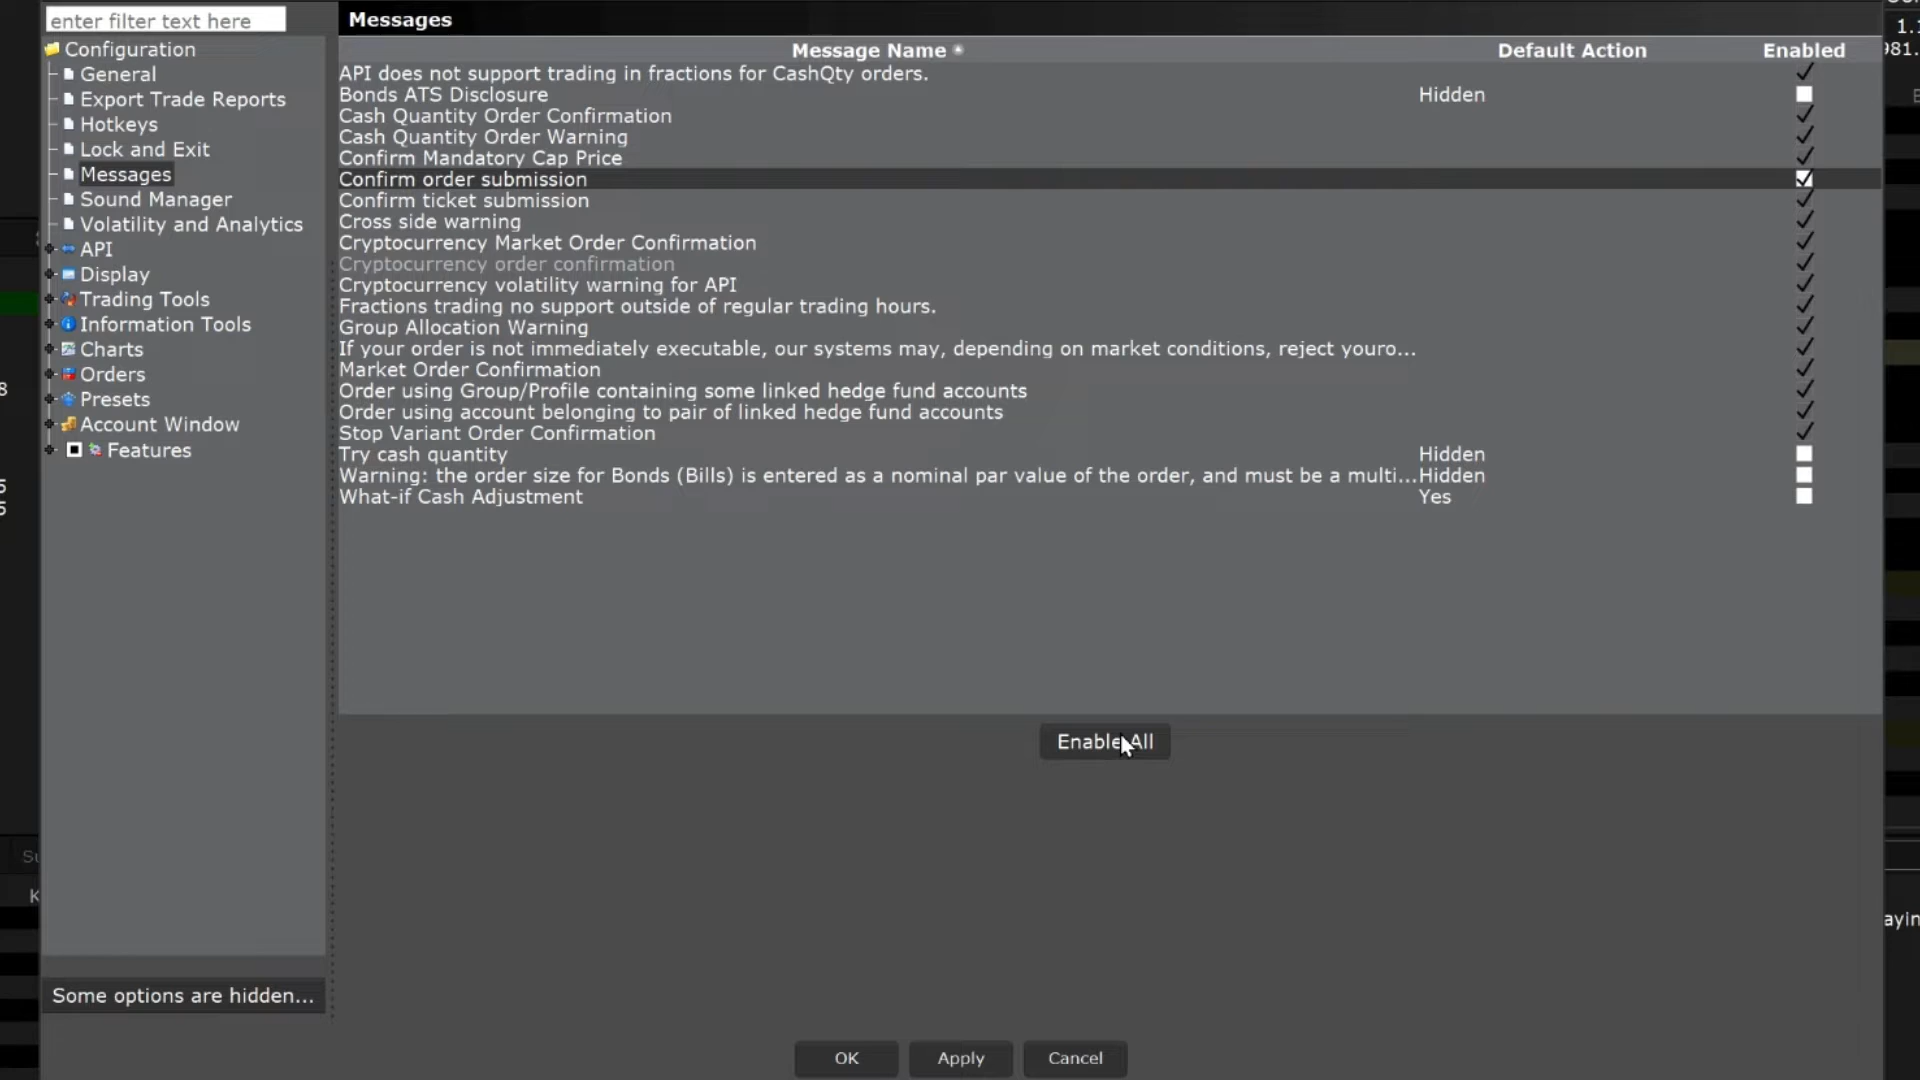 enter filter text here
Configuration
General
Export Trade Reports
Hotkeys
Lock and Exit
Messages
Sound Manager
Volatility and Analytics
API
Display
Trading Tools
Information Tools
Charts
Orders
Presets
Account Window
Features
Some options are hidden...
Messages
Message Name Default Action Enabled
API does not support trading in fractions for CashQty orders.
Bonds ATS Disclosure Hidden
Cash Quantity Order Confirmation
Cash Quantity Order Warning
Confirm Mandatory Cap Price
Confirm order submission
Confirm ticket submission
Cross side warning
Cryptocurrency Market Order Confirmation
Cryptocurrency order confirmation
Cryptocurrency volatility warning for API
Fractions trading no support outside of regular trading hours.
Group Allocation Warning
If your order is not immediately executable, our systems may, depending on market conditions, reject youro...
Market Order Confirmation
Order using Group/Profile containing some linked hedge fund accounts
Order using account belonging to pair of linked hedge fund accounts
Stop Variant Order Confirmation
Try cash quantity Hidden
Warning: the order size for Bonds (Bills) is entered as a nominal par value of the order, and must be a multi... Hidden
What-if Cash Adjustment Yes
Enable All
OK Apply Cancel